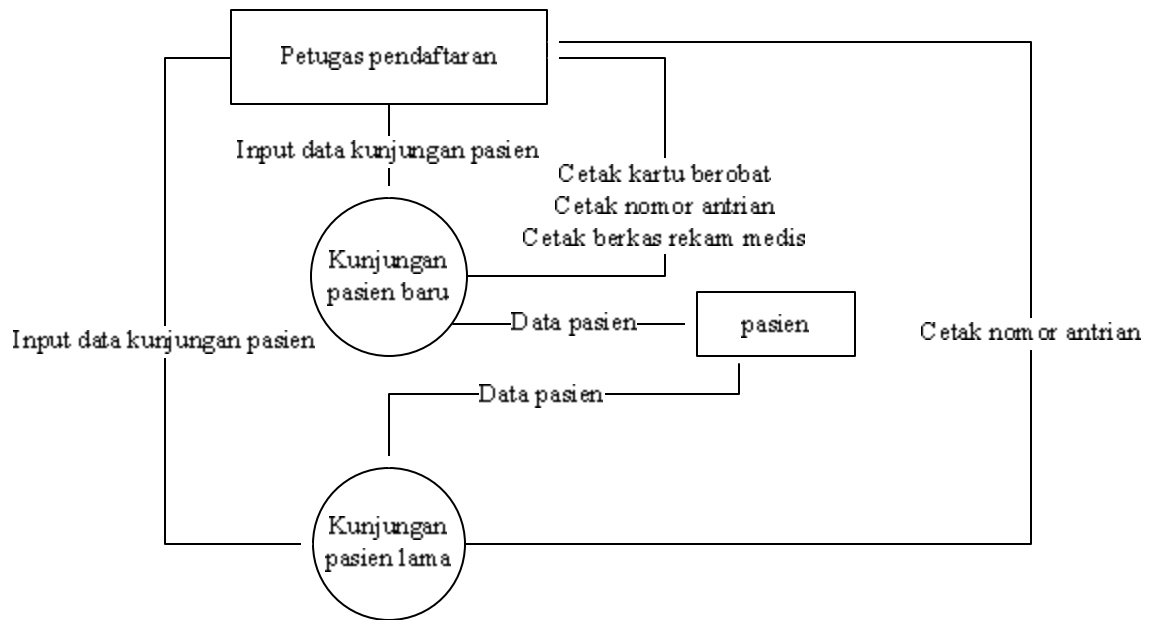 Petugas pendaftaran
Input data kunjungan pasien
Cetak kartu berobat
Cetak nomor antrian
Cetak berkas rekam medis
Kunjungan
pasien baru
Data pasien
pasien
Input data kunjungan pasien
Cetak nomor antrian
Data pasien
Kunjungan
pasien lama